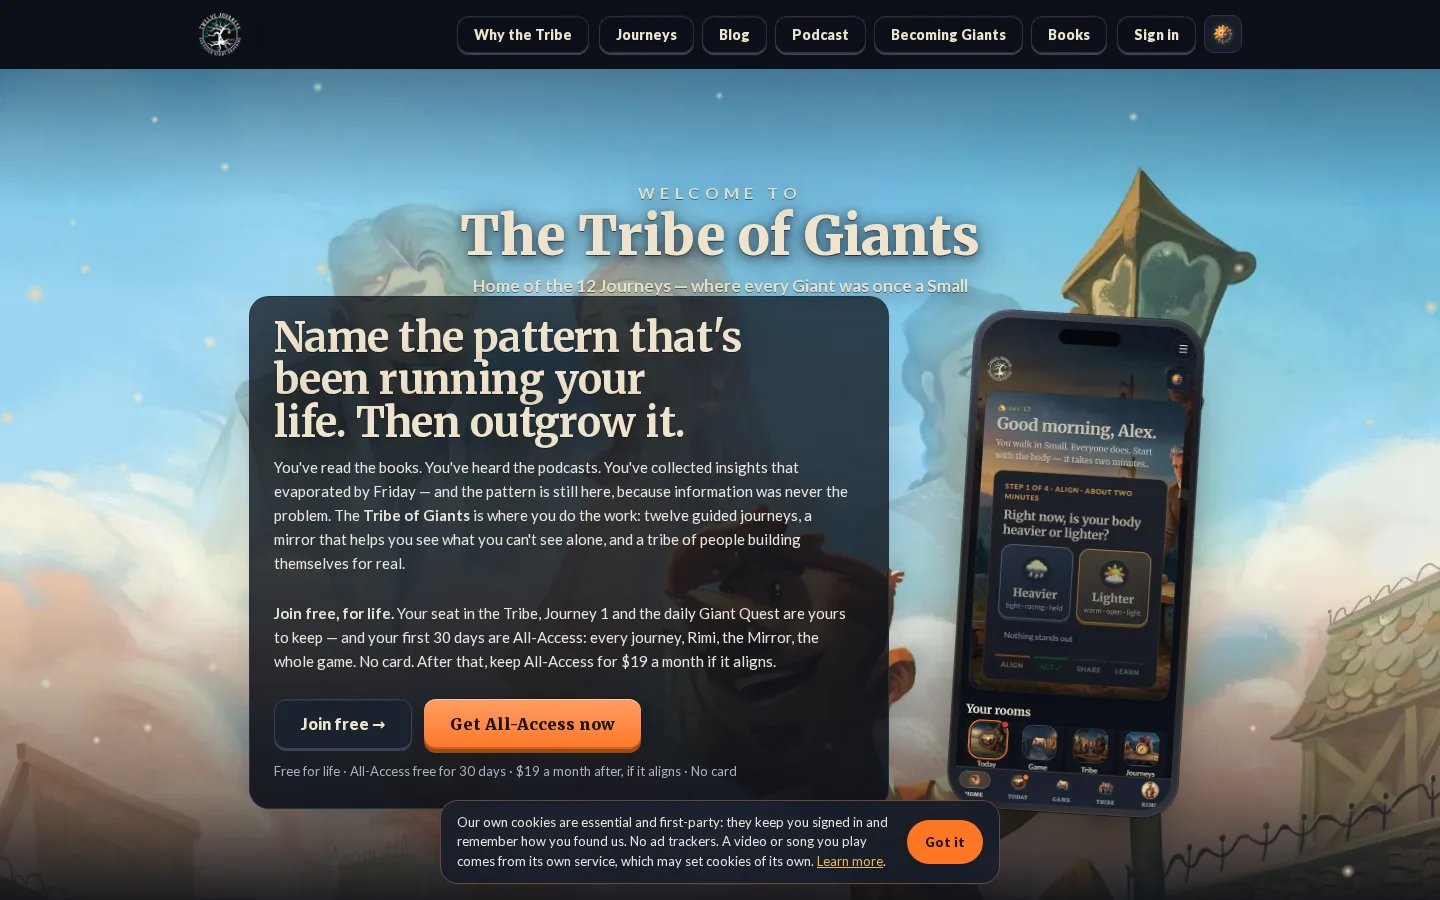 Why the Tribe
Journeys
Blog
Podcast
Becoming Giants
Books
Sign in
WELCOME TO
The Tribe of Giants
Home of the 12 Journeys — where every Giant was once a Small
Name the pattern that's
been running your
life. Then outgrow it.
You've read the books. You've heard the podcasts. You've collected insights that
evaporated by Friday — and the pattern is still here, because information was never the
problem. The Tribe of Giants is where you do the work: twelve guided journeys, a
mirror that helps you see what you can't see alone, and a tribe of people building
themselves for real.
Join free, for life. Your seat in the Tribe, Journey 1 and the daily Giant Quest are yours
to keep — and your first 30 days are All-Access: every journey, Rimi, the Mirror, the
whole game. No card. After that, keep All-Access for $19 a month if it aligns.
Join free →
Get All-Access now
Free for life · All-Access free for 30 days · $19 a month after, if it aligns · No card
DAY 12
Good morning, Alex.
You walk in Small. Everyone does. Start
with the body — it takes two minutes.
STEP 1 OF 4 · ALIGN · ABOUT TWO
MINUTES
Right now, is your body
heavier or lighter?
Heavier
tight · racing · held
Lighter
warm · open · light
Nothing stands out
ALIGN
ACT
SHARE
LEARN
Your rooms
Today
Game
Tribe
Journeys
HOME
TODAY
GAME
TRIBE
RIMI
Our own cookies are essential and first-party: they keep you signed in and
remember how you found us. No ad trackers. A video or song you play
comes from its own service, which may set cookies of its own. Learn more.
Got it